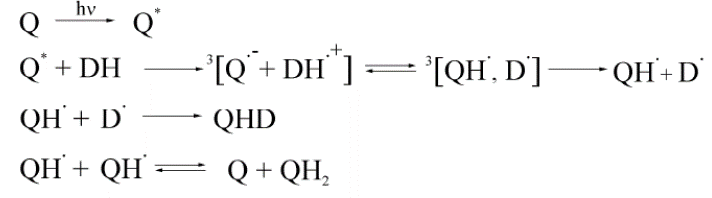 Q hν→ Q*
Q* + DH → ³[Q˙⁻ + DH˙⁺] ⇌ ³[QH˙, D˙] → QH˙ + D˙
QH˙ + D˙ → QHD
QH˙ + QH˙ ⇌ Q + QH₂